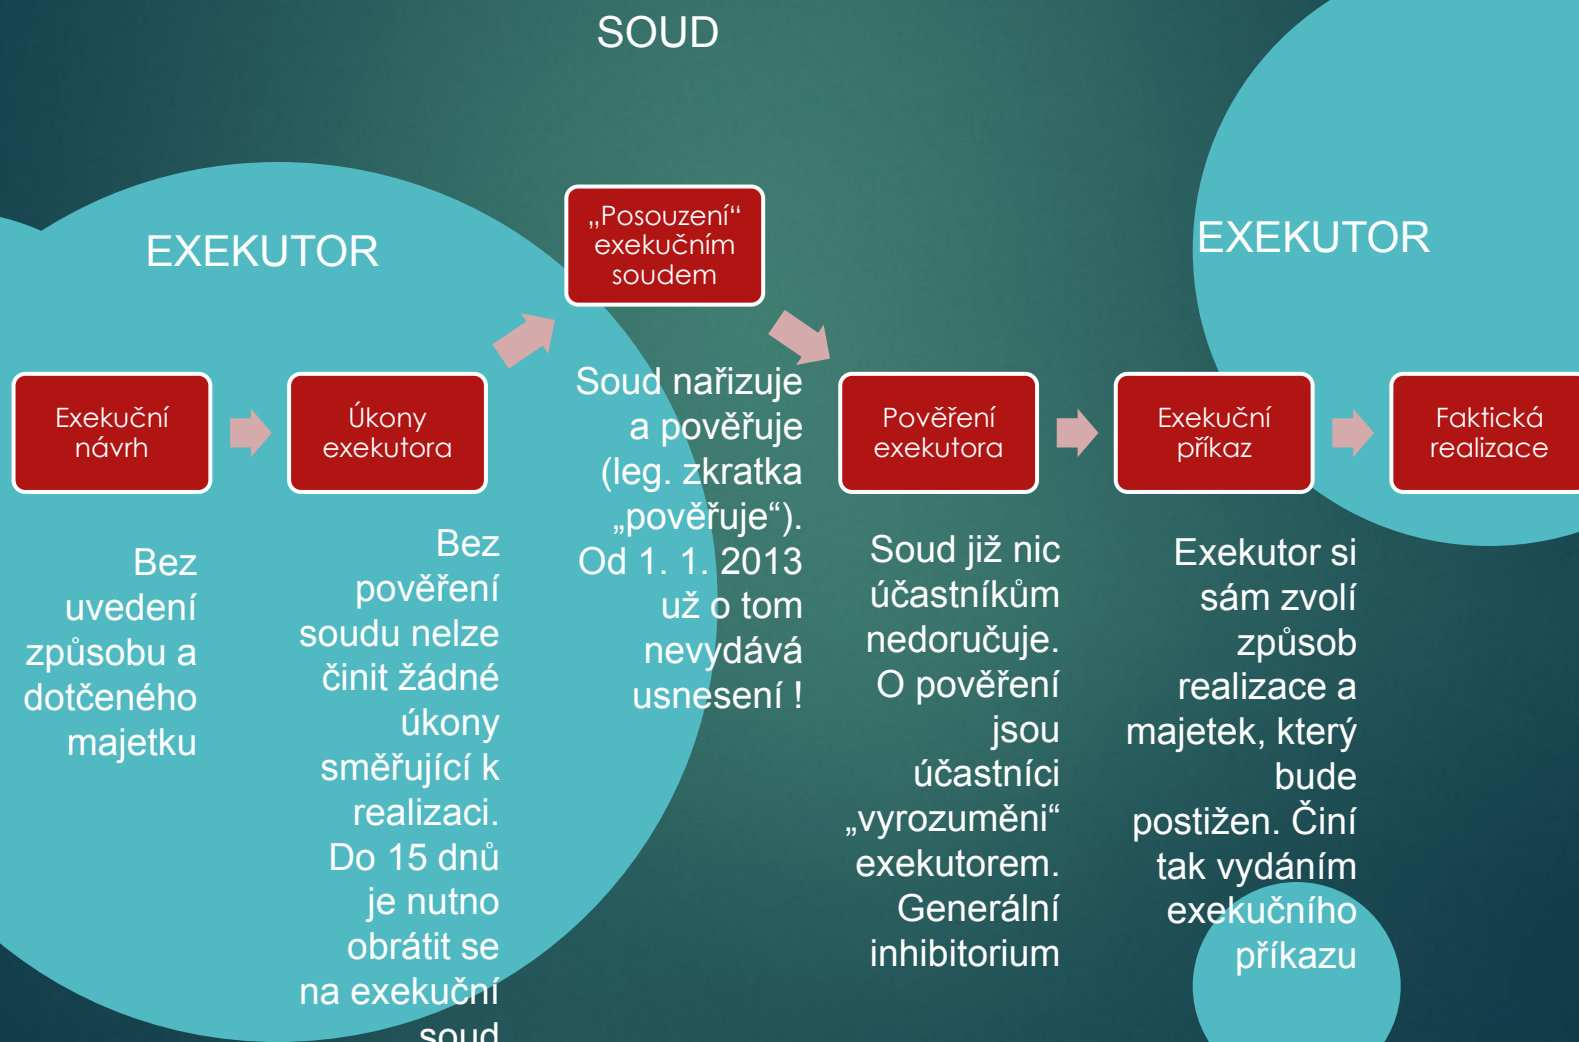 SOUD
EXEKUTOR
EXEKUTOR
„Posouzení“
exekučním
soudem
Exekuční
návrh
Úkony
exekutora
Pověření
exekutora
Exekuční
příkaz
Faktická
realizace
Bez
uvedení
způsobu a
dotčeného
majetku
Bez
pověření
soudu nelze
činit žádné
úkony
směřující k
realizaci.
Do 15 dnů
je nutno
obrátit se
na exekuční
soud
Soud nařizuje
a pověřuje
(leg. zkratka
„pověřuje“).
Od 1. 1. 2013
už o tom
nevydává
usnesení !
Soud již nic
účastníkům
nedoručuje.
O pověření
jsou
účastníci
„vyrozuměni“
exekutorem.
Generální
inhibitorium
Exekutor si
sám zvolí
způsob
realizace a
majetek, který
bude
postižen. Činí
tak vydáním
exekučního
příkazu